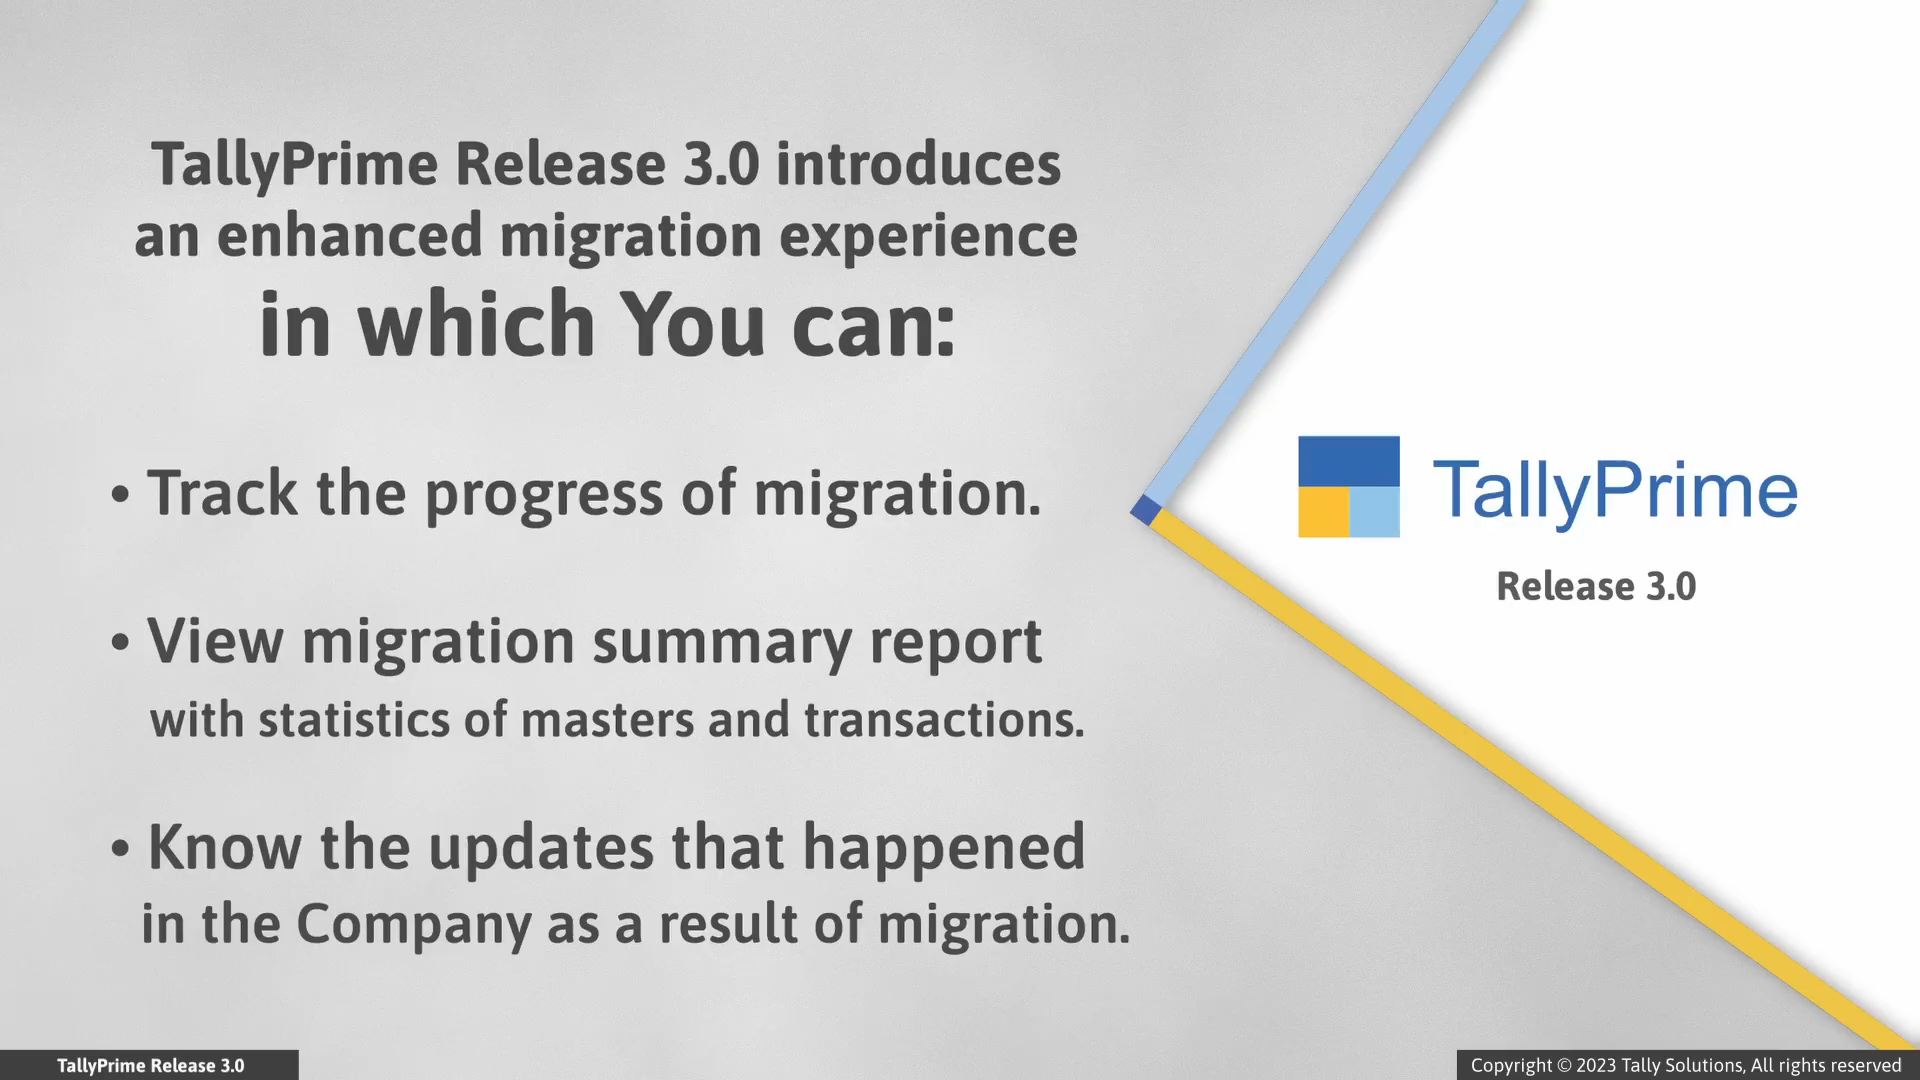 TallyPrime Release 3.0 introduces
an enhanced migration experience
in which You can:
• Track the progress of migration.
• View migration summary report
with statistics of masters and transactions.
• Know the updates that happened
in the Company as a result of migration.
TallyPrime
Release 3.0
TallyPrime Release 3.0
Copyright © 2023 Tally Solutions, All rights reserved